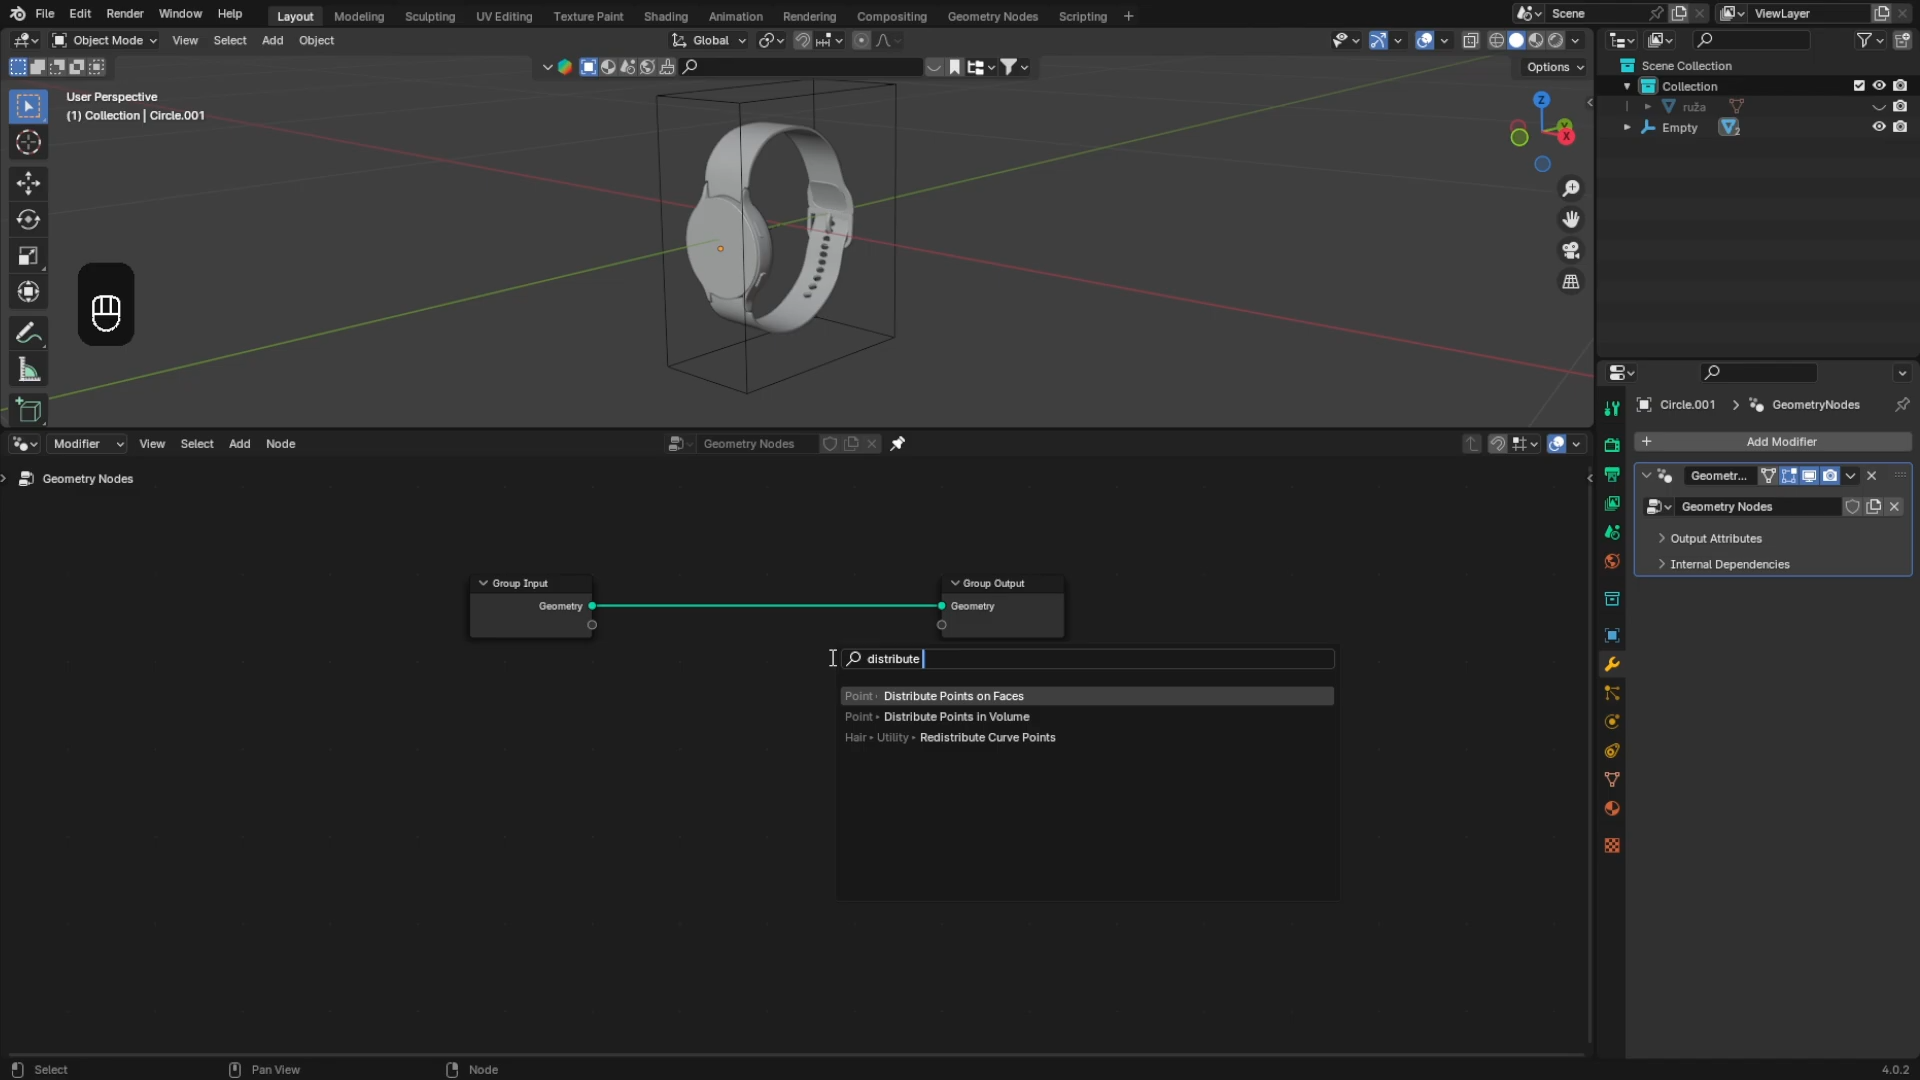 File Edit Render Window Help Layout Modeling Sculpting UV Editing Texture Paint Shading Animation Rendering Compositing Geometry Nodes Scripting + Scene ViewLayer
Object Mode View Select Add Object Global
Options
User Perspective
(1) Collection | Circle.001
Z
X
Scene Collection
Collection
ruža
Empty 2
Modifier View Select Add Node Geometry Nodes
Geometry Nodes
Group Input
Geometry
Group Output
Geometry
distribute
Point Distribute Points on Faces
Point Distribute Points in Volume
Hair Utility Redistribute Curve Points
Circle.001 GeometryNodes
+ Add Modifier
Geometr...
Geometry Nodes
Output Attributes
Internal Dependencies
Select Pan View Node 4.0.2